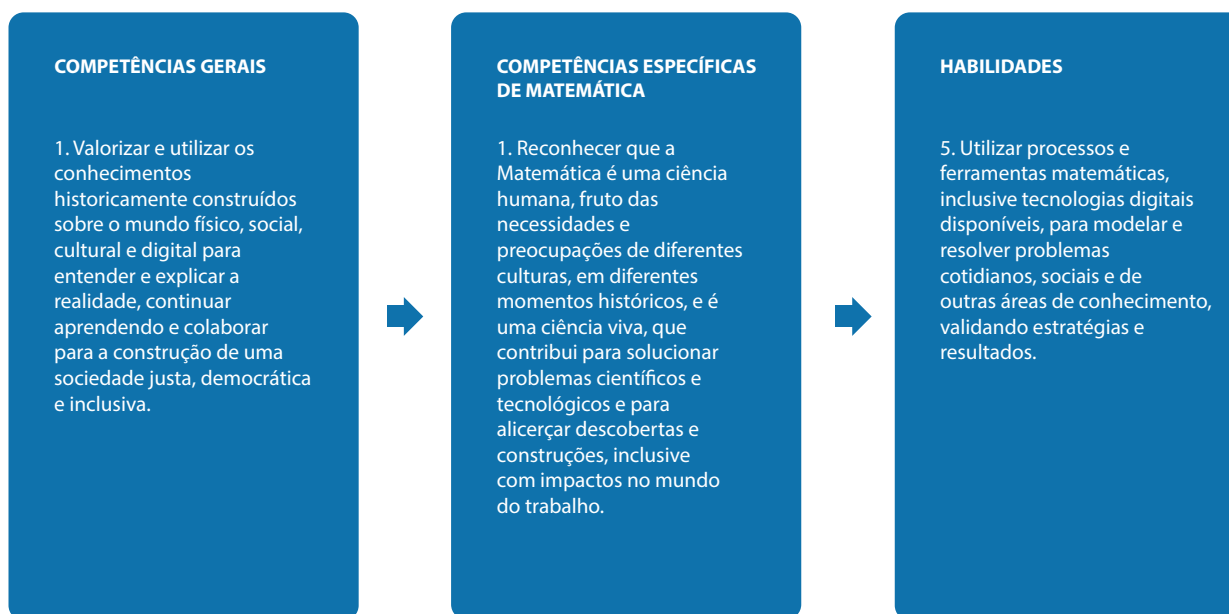 COMPETÊNCIAS GERAIS
1. Valorizar e utilizar os
conhecimentos
historicamente construídos
sobre o mundo físico, social,
cultural e digital para
entender e explicar a
realidade, continuar
aprendendo e colaborar
para a construção de uma
sociedade justa, democrática
e inclusiva.
COMPETÊNCIAS ESPECÍFICAS
DE MATEMÁTICA
1. Reconhecer que a
Matemática é uma ciência
humana, fruto das
necessidades e
preocupações de diferentes
culturas, em diferentes
momentos históricos, e é
uma ciência viva, que
contribui para solucionar
problemas científicos e
tecnológicos e para
alicerçar descobertas e
construções, inclusive
com impactos no mundo
do trabalho.
HABILIDADES
5. Utilizar processos e
ferramentas matemáticas,
inclusive tecnologias digitais
disponíveis, para modelar e
resolver problemas
cotidianos, sociais e de
outras áreas de conhecimento,
validando estratégias e
resultados.